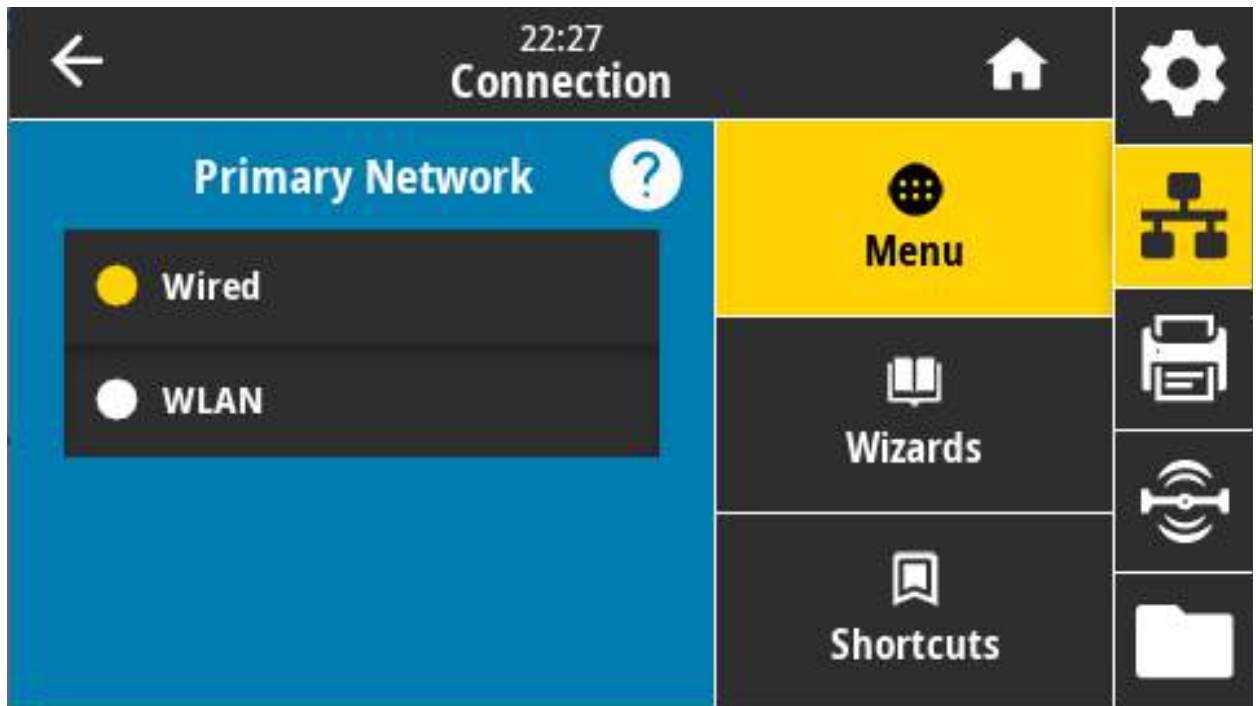 22:27
Connection
Primary Network
?
Wired
WLAN
Menu
Wizards
Shortcuts